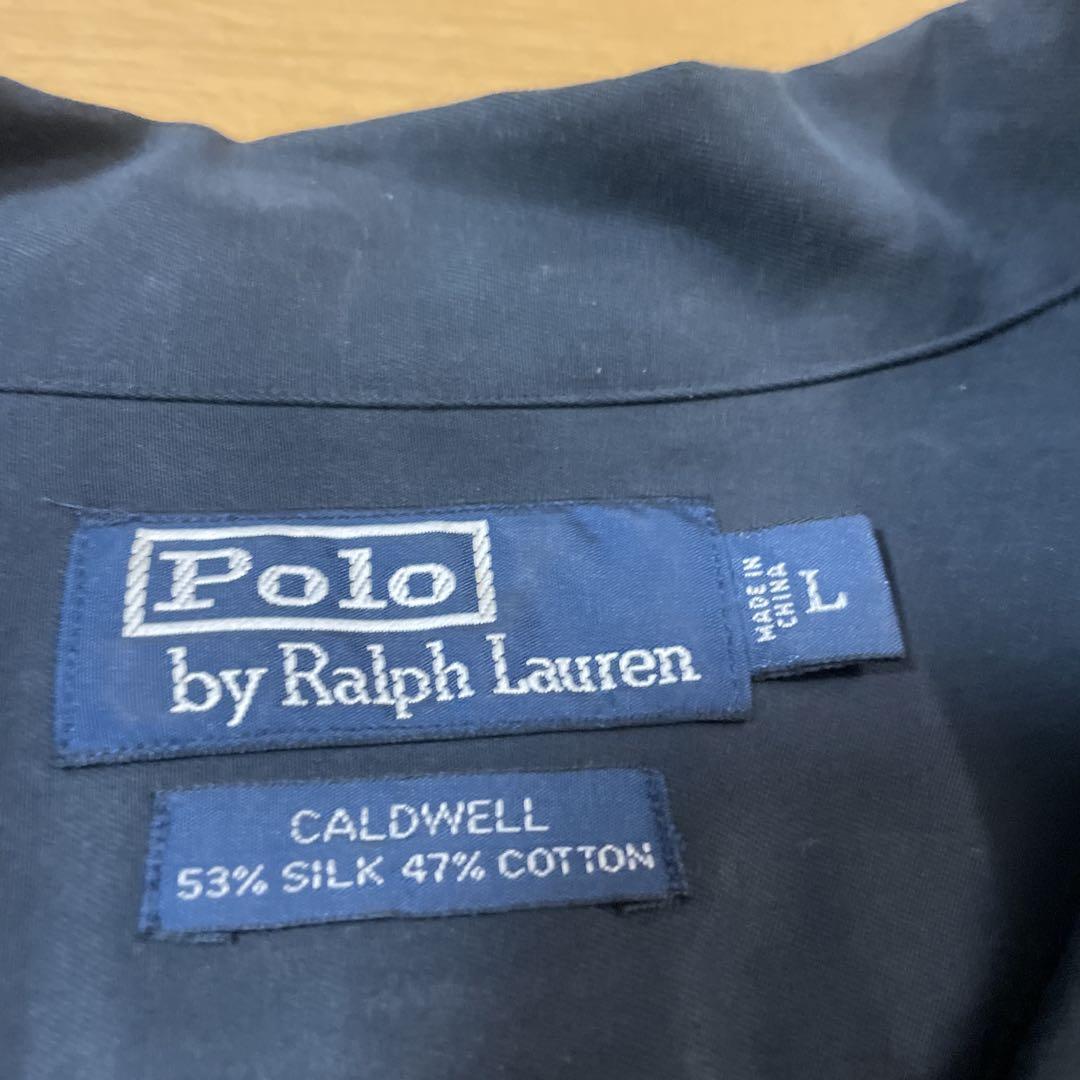 Polo
by Ralph Lauren
MADE IN
CHINA
L
CALDWELL
53% SILK 47% COTTON